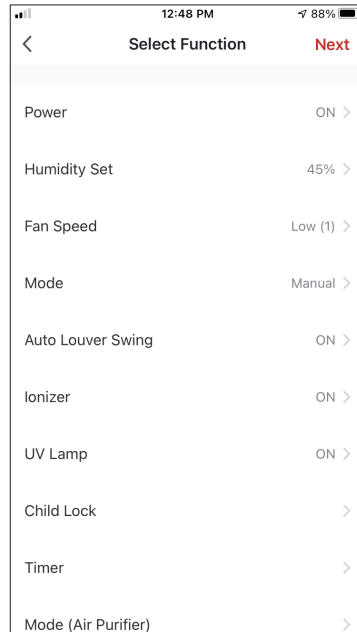 12:48 PM 88%
Select Function Next
Power ON
Humidity Set 45%
Fan Speed Low (1)
Mode Manual
Auto Louver Swing ON
Ionizer ON
UV Lamp ON
Child Lock
Timer
Mode (Air Purifier)